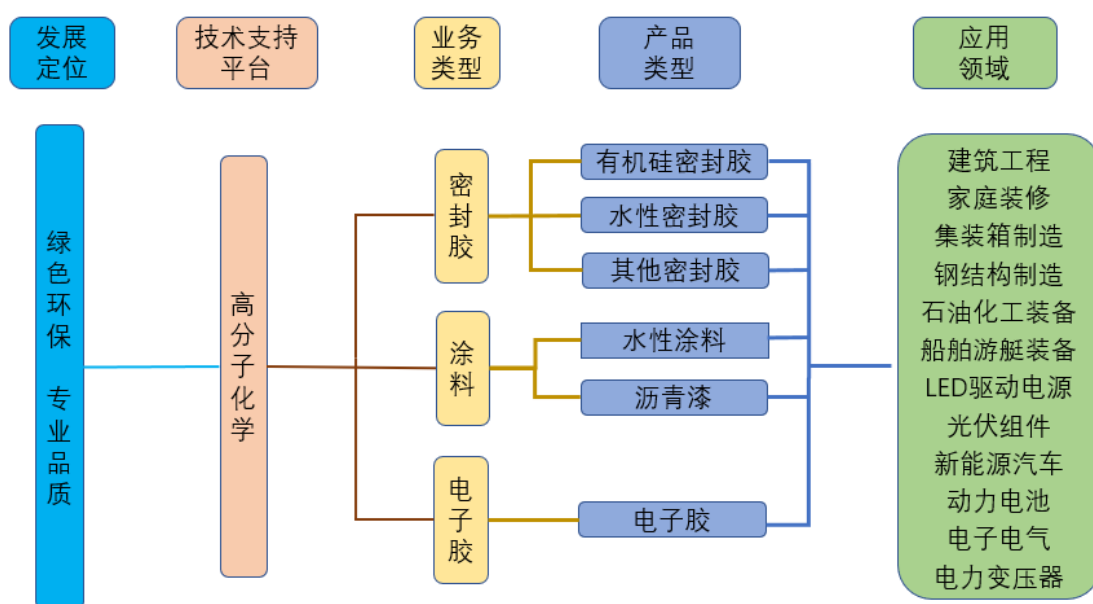 发展
定位
技术支持
平台
业务
类型
产品
类型
应用
领域
绿色环保 专业品质
高分子化学
密封胶
涂料
电子胶
有机硅密封胶
水性密封胶
其他密封胶
水性涂料
沥青漆
电子胶
建筑工程
家庭装修
集装箱制造
钢结构制造
石油化工装备
船舶游艇装备
LED驱动电源
光伏组件
新能源汽车
动力电池
电子电气
电力变压器